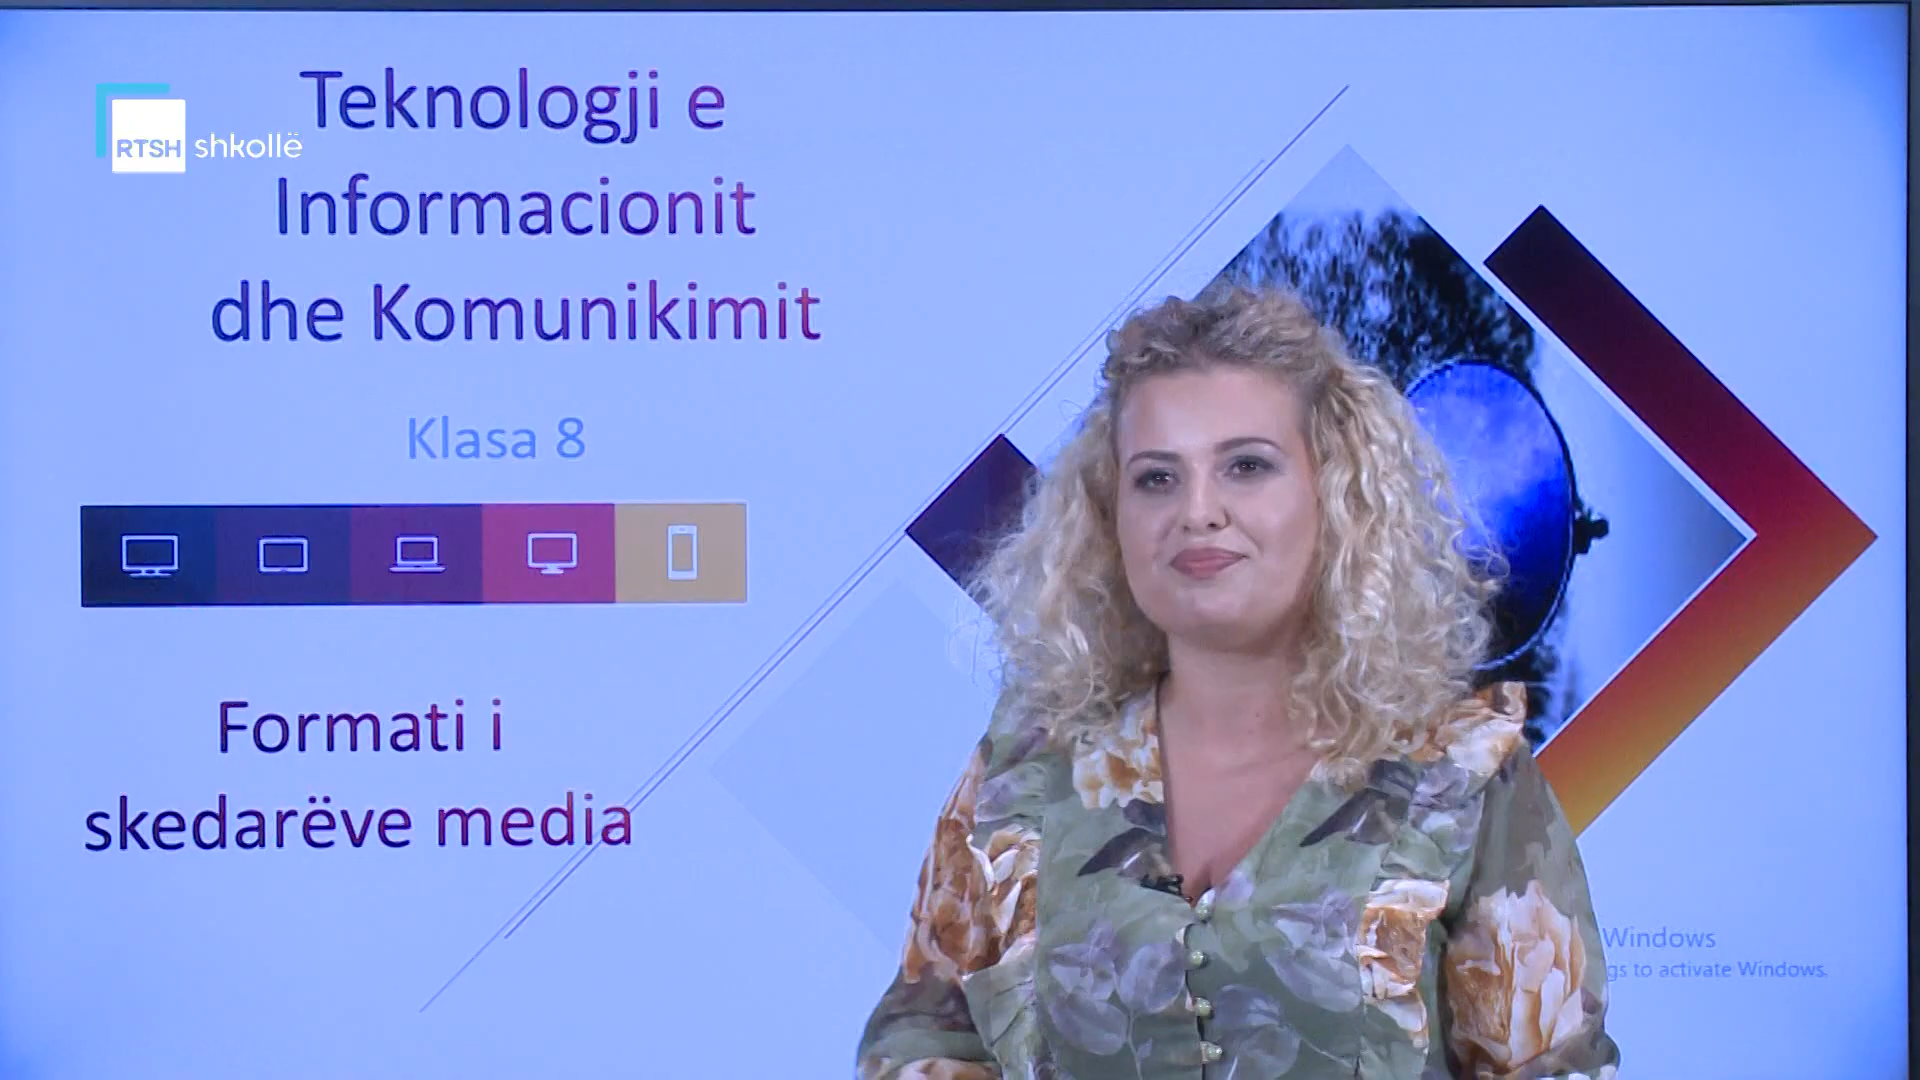 Teknologji e
RTSH shkollë
Informacionit
dhe Komunikimit
Klasa 8
Formati i
skedarëve media
Windows
gs to activate Windows.